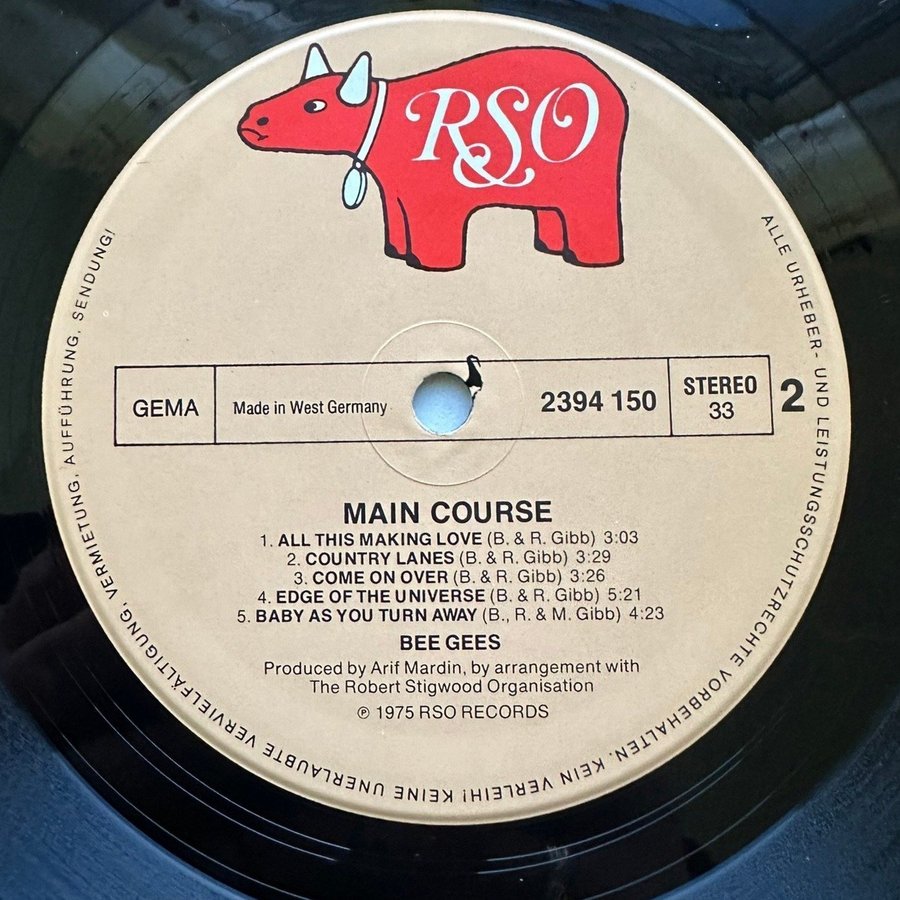 RSO
GEMA
Made in West Germany
2394 150
STEREO
33
2
MAIN COURSE
1. ALL THIS MAKING LOVE (B. & R. Gibb) 3:03
2. COUNTRY LANES (B. & R. Gibb) 3:29
3. COME ON OVER (B. & R. Gibb) 3:26
4. EDGE OF THE UNIVERSE (B. & R. Gibb) 5:21
5. BABY AS YOU TURN AWAY (B., R. & M. Gibb) 4:23
BEE GEES
Produced by Arif Mardin, by arrangement with
The Robert Stigwood Organisation
℗ 1975 RSO RECORDS
ALLE URHEBER- UND LEISTUNGSSCHUTZRECHTE VORBEHALTEN. KEIN VERLEIH! KEINE UNERLAUBTE VERVIELFÄLTIGUNG, VERMIETUNG, AUFFÜHRUNG, SENDUNG!